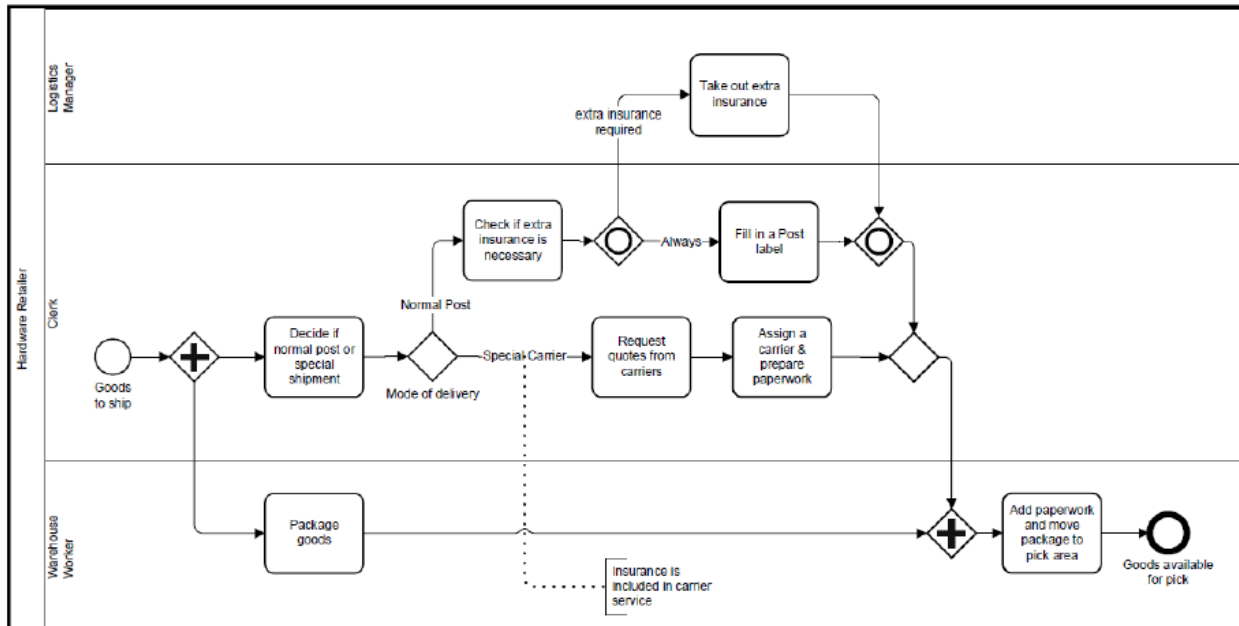 Hardware Retailer
Logistics
Manager
Take out extra
insurance
extra insurance
required
Clerk
Check if extra
insurance is
necessary
Always
Fill in a Post
label
Normal Post
Decide if
normal post or
special
shipment
Special Carrier
Request
quotes from
carriers
Assign a
carrier &
prepare
paperwork
Goods
to ship
Mode of delivery
Warehouse
Worker
Package
goods
Add paperwork
and move
package to
pick area
Goods available
for pick
Insurance is
included in carrier
service